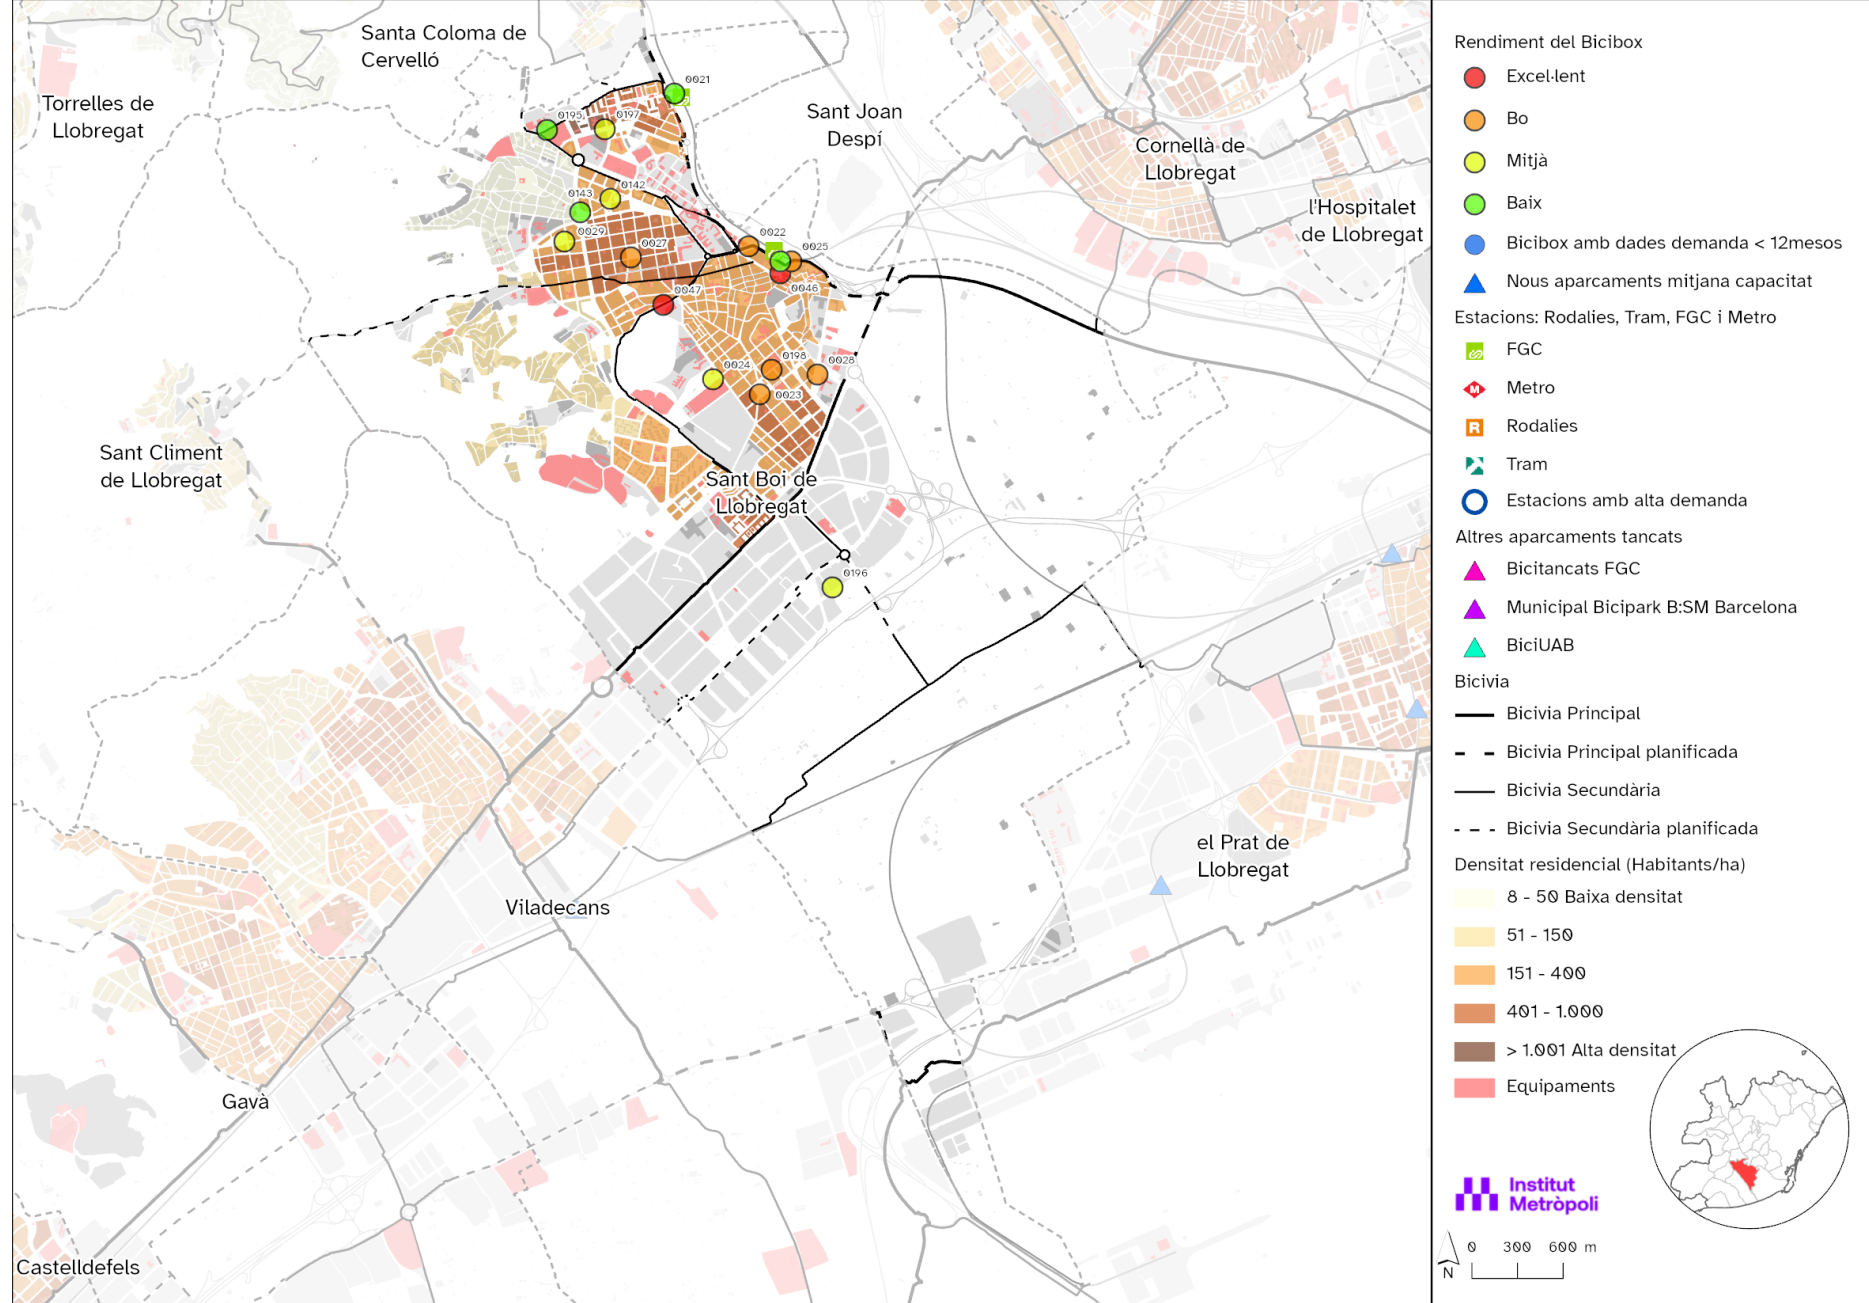 Santa Coloma de
Cervelló
Torrelles de
Llobregat
Sant Joan
Despí
Cornellà de
Llobregat
l'Hospitalet
de Llobregat
0021
0195
0197
0142
0143
0029
0027
0022
0025
0046
0047
0198
0028
0024
0023
Sant Climent
de Llobregat
Sant Boi de
Llobregat
0196
el Prat de
Llobregat
Viladecans
Gavà
Castelldefels
Rendiment del Bicibox
Excel·lent
Bo
Mitjà
Baix
Bicibox amb dades demanda < 12mesos
Nous aparcaments mitjana capacitat
Estacions: Rodalies, Tram, FGC i Metro
FGC
M Metro
R Rodalies
Tram
Estacions amb alta demanda
Altres aparcaments tancats
Bicitancats FGC
Municipal Bicipark B:SM Barcelona
BiciUAB
Bicivia
Bicivia Principal
Bicivia Principal planificada
Bicivia Secundària
Bicivia Secundària planificada
Densitat residencial (Habitants/ha)
8 - 50 Baixa densitat
51 - 150
151 - 400
401 - 1.000
> 1.001 Alta densitat
Equipaments
Institut
Metròpoli
N
0 300 600 m